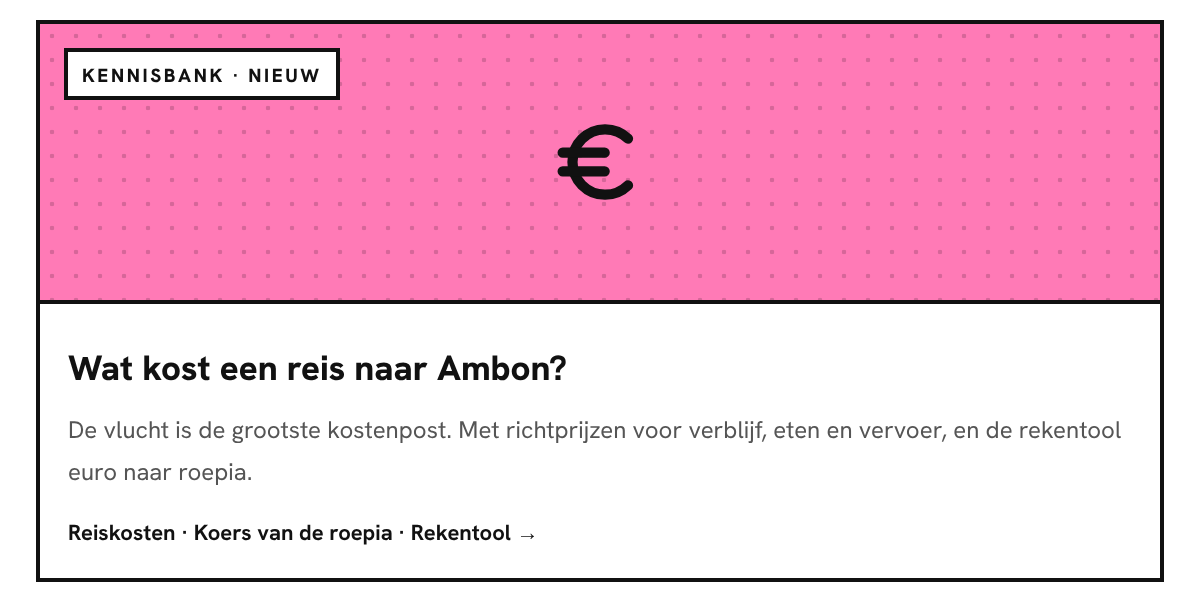 KENNISBANK · NIEUW
€
Wat kost een reis naar Ambon?
De vlucht is de grootste kostenpost. Met richtprijzen voor verblijf, eten en vervoer, en de rekentool
euro naar roepia.
Reiskosten · Koers van de roepia · Rekentool →